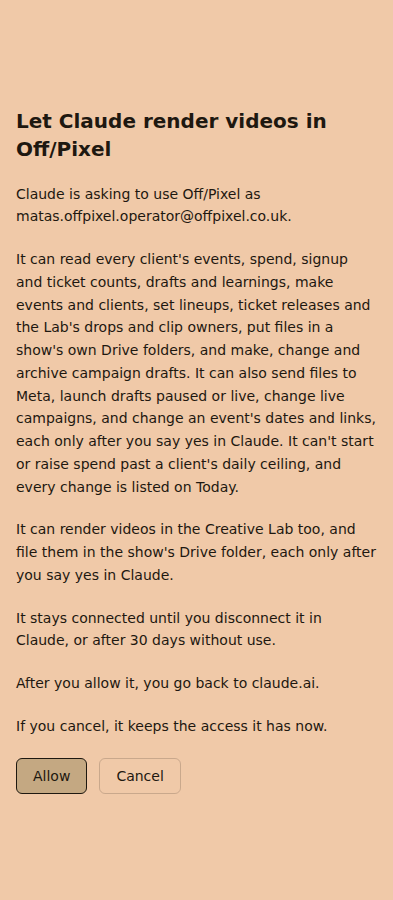 Let Claude render videos in
Off/Pixel
Claude is asking to use Off/Pixel as
matas.offpixel.operator@offpixel.co.uk.
It can read every client's events, spend, signup
and ticket counts, drafts and learnings, make
events and clients, set lineups, ticket releases and
the Lab's drops and clip owners, put files in a
show's own Drive folders, and make, change and
archive campaign drafts. It can also send files to
Meta, launch drafts paused or live, change live
campaigns, and change an event's dates and links,
each only after you say yes in Claude. It can't start
or raise spend past a client's daily ceiling, and
every change is listed on Today.
It can render videos in the Creative Lab too, and
file them in the show's Drive folder, each only after
you say yes in Claude.
It stays connected until you disconnect it in
Claude, or after 30 days without use.
After you allow it, you go back to claude.ai.
If you cancel, it keeps the access it has now.
Allow Cancel